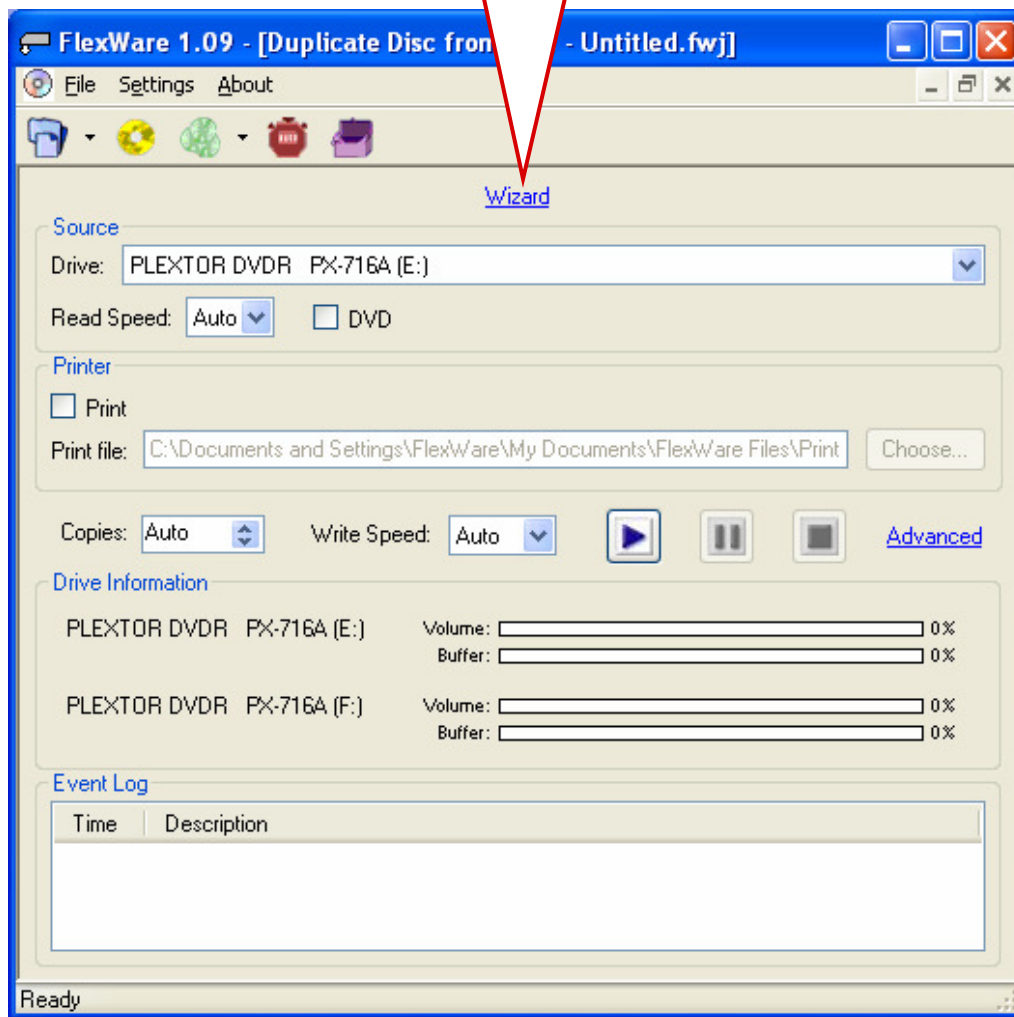 FlexWare 1.09 - [Duplicate Disc from - Untitled.fwj]
File Settings About
Wizard
Source
Drive: PLEXTOR DVDR PX-716A (E:)
Read Speed: Auto DVD
Printer
Print
Print file: C:\Documents and Settings\FlexWare\My Documents\FlexWare Files\Print Choose...
Copies: Auto Write Speed: Auto Advanced
Drive Information
PLEXTOR DVDR PX-716A (E:) Volume: 0%
Buffer: 0%
PLEXTOR DVDR PX-716A (F:) Volume: 0%
Buffer: 0%
Event Log
Time Description
Ready